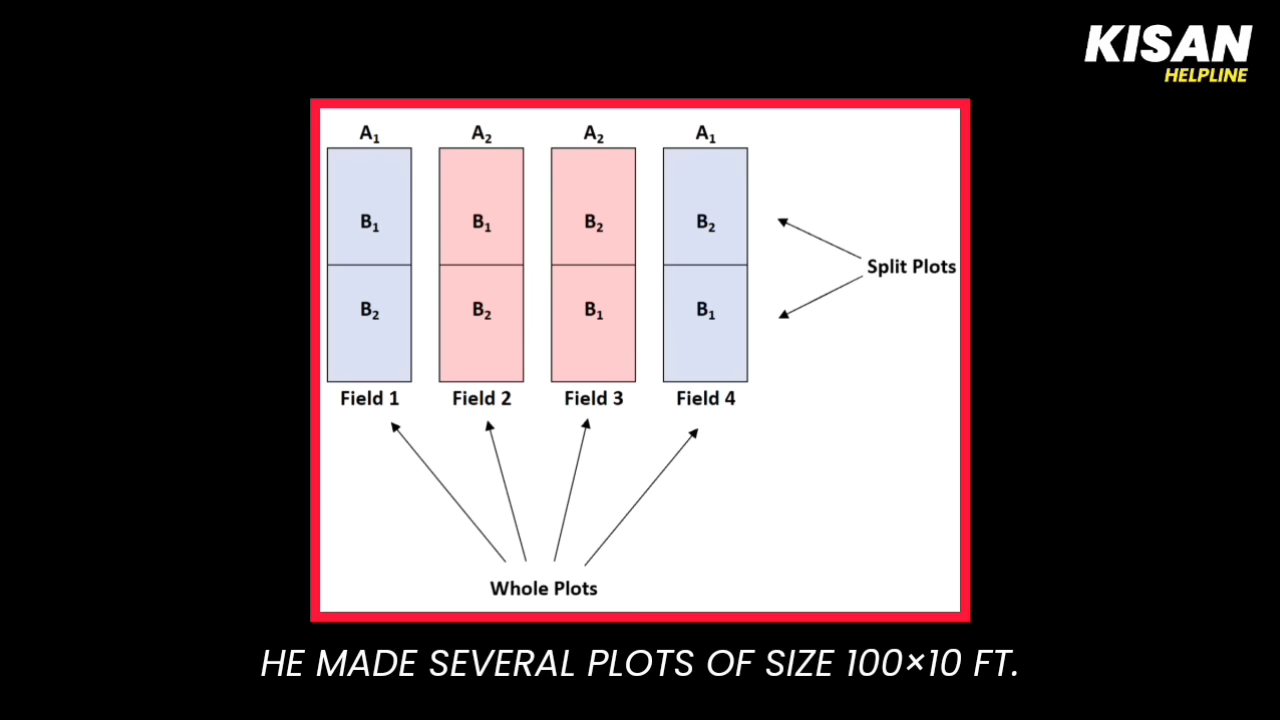 KISAN
HELPLINE
A₁ A₂ A₂ A₁
B₁ B₁ B₂ B₂
Split Plots
B₂ B₂ B₁ B₁
Field 1 Field 2 Field 3 Field 4
Whole Plots
HE MADE SEVERAL PLOTS OF SIZE 100×10 FT.